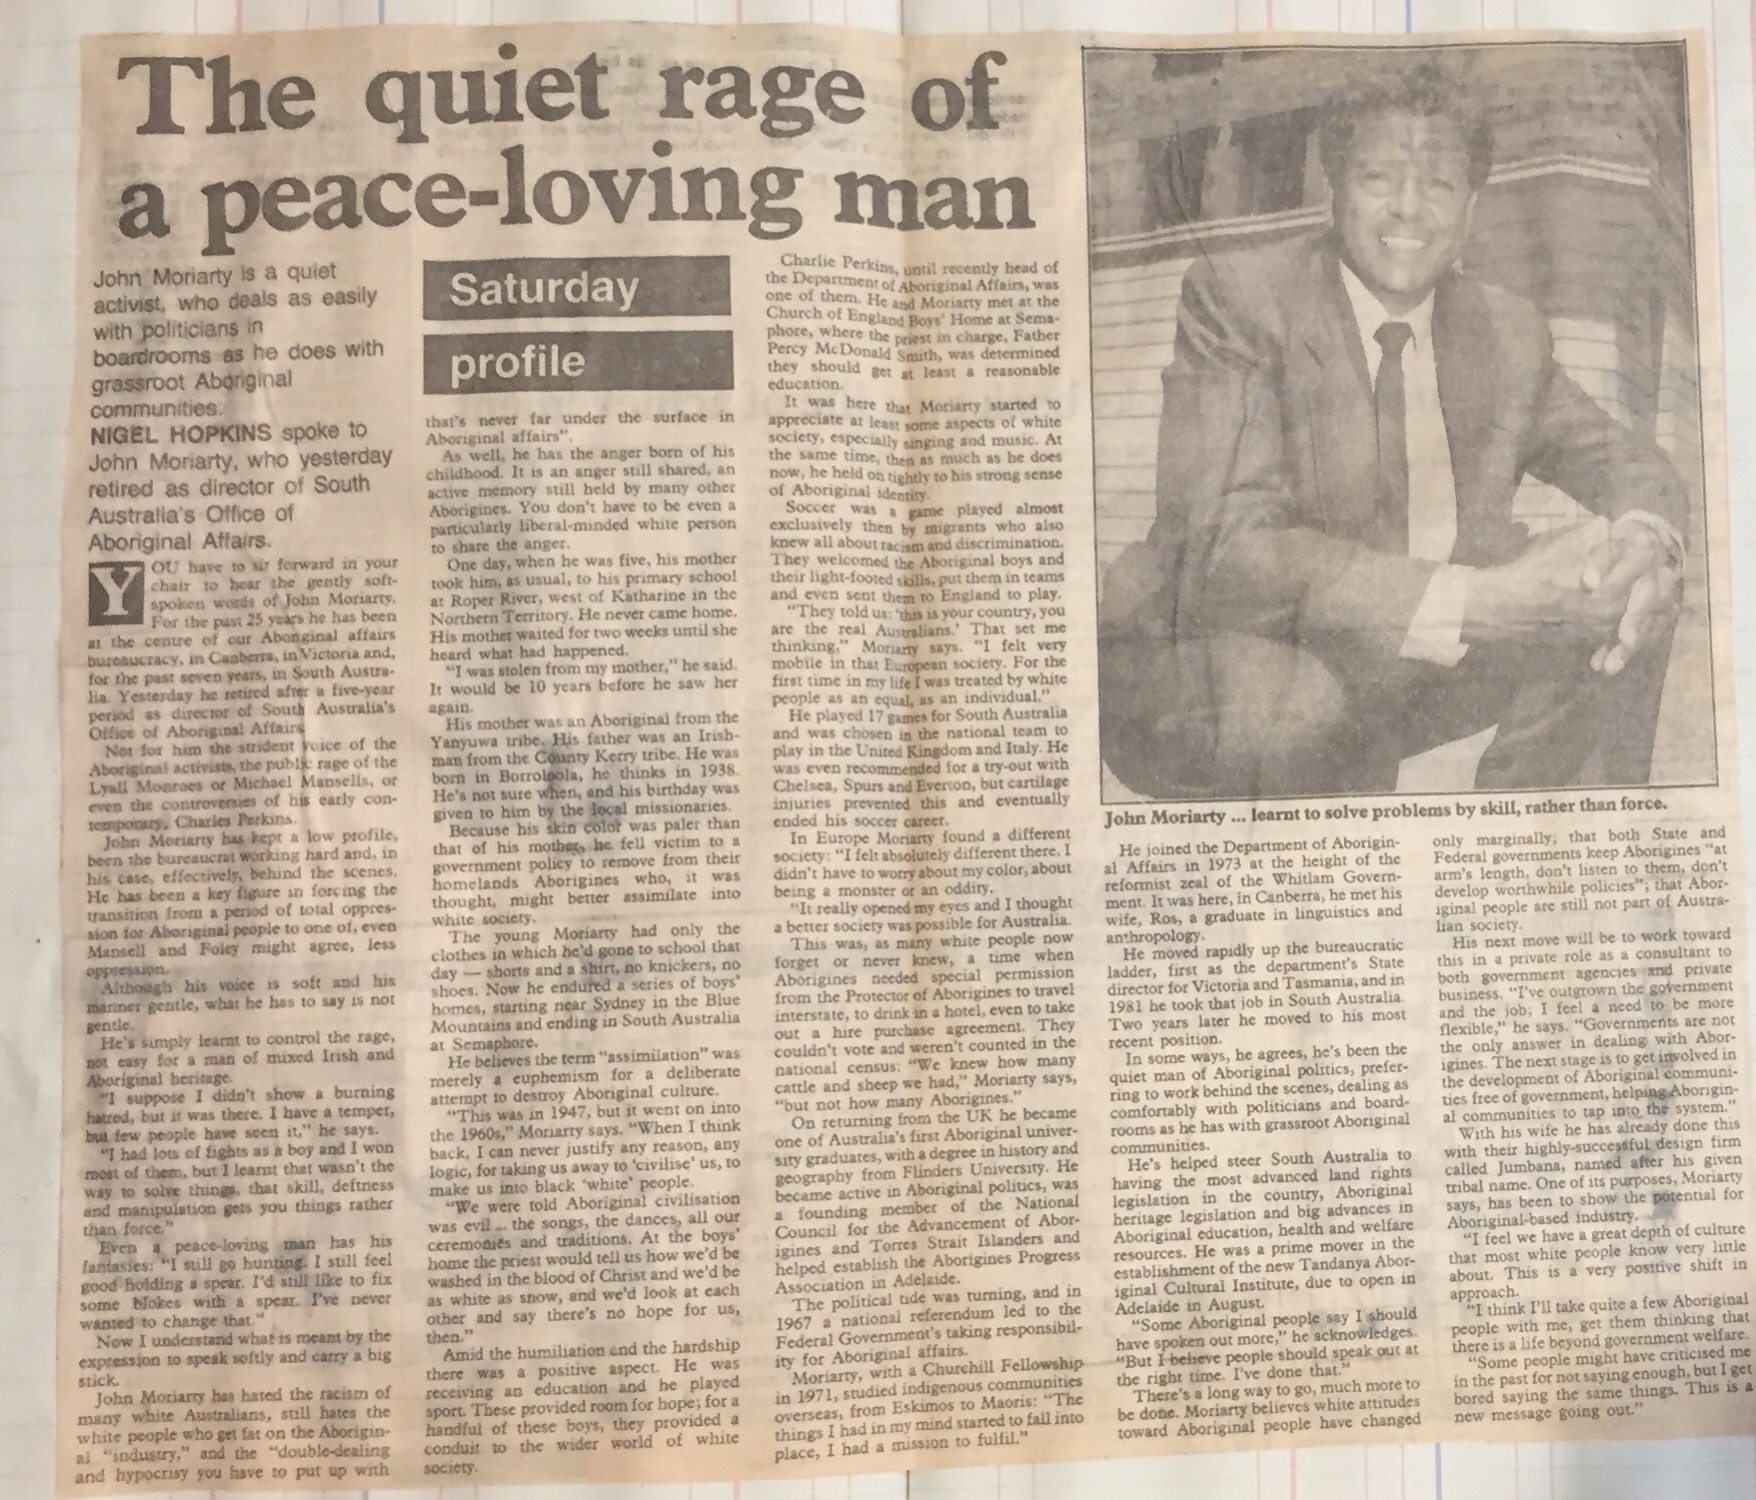 The quiet rage of
a peace-loving man
John Moriarty is a quiet
activist, who deals as easily
with politicians in
boardrooms as he does with
grassroot Aboriginal
communities.
NIGEL HOPKINS spoke to
John Moriarty, who yesterday
retired as director of South
Australia's Office of
Aboriginal Affairs.
YOU have to sit forward in your
chair to hear the gently soft-
spoken words of John Moriarty.
For the past 25 years he has been
at the centre of our Aboriginal affairs
bureaucracy, in Canberra, in Victoria and,
for the past seven years, in South Austra-
lia. Yesterday he retired after a five-year
period as director of South Australia's
Office of Aboriginal Affairs
Not for him the strident voice of the
Aboriginal activists, the public rage of the
Lyall Monroes or Michael Mansells, or
even the controversies of his early con-
temporary, Charles Perkins.
John Moriarty has kept a low profile,
been the bureaucrat working hard and, in
his case, effectively, behind the scenes.
He has been a key figure in forcing the
transition from a period of total oppres-
sion for Aboriginal people to one of, even
Mansell and Foley might agree, less
oppression.
Although his voice is soft and his
manner gentle, what he has to say is not
gentle.
He's simply learnt to control the rage,
not easy for a man of mixed Irish and
Aboriginal heritage.
"I suppose I didn't show a burning
hatred, but it was there. I have a temper,
but few people have seen it," he says.
"I had lots of fights as a boy and I won
most of them, but I learnt that wasn't the
way to solve things, that skill, deftness
and manipulation gets you things rather
than force."
Even a peace-loving man has his
fantasies: "I still go hunting. I still feel
good holding a spear. I'd still like to fix
some blokes with a spear. I've never
wanted to change that."
Now I understand what is meant by the
expression to speak softly and carry a big
stick.
John Moriarty has hated the racism of
many white Australians, still hates the
white people who get fat on the Aborigin-
al "industry," and the "double-dealing
and hypocrisy you have to put up with
Saturday
profile
that's never far under the surface in
Aboriginal affairs".
As well, he has the anger born of his
childhood. It is an anger still shared, an
active memory still held by many other
Aborigines. You don't have to be even a
particularly liberal-minded white person
to share the anger.
One day, when he was five, his mother
took him, as usual, to his primary school
at Roper River, west of Katharine in the
Northern Territory. He never came home.
His mother waited for two weeks until she
heard what had happened.
"I was stolen from my mother," he said.
It would be 10 years before he saw her
again.
His mother was an Aboriginal from the
Yanyuwa tribe. His father was an Irish-
man from the County Kerry tribe. He was
born in Borroloola, he thinks in 1938.
He's not sure when, and his birthday was
given to him by the local missionaries.
Because his skin color was paler than
that of his mother, he fell victim to a
government policy to remove from their
homelands Aborigines who, it was
thought, might better assimilate into
white society.
The young Moriarty had only the
clothes in which he'd gone to school that
day — shorts and a shirt, no knickers, no
shoes. Now he endured a series of boys'
homes, starting near Sydney in the Blue
Mountains and ending in South Australia
at Semaphore.
He believes the term "assimilation" was
merely a euphemism for a deliberate
attempt to destroy Aboriginal culture.
"This was in 1947, but it went on into
the 1960s," Moriarty says. "When I think
back, I can never justify any reason, any
logic, for taking us away to 'civilise' us, to
make us into black 'white' people.
"We were told Aboriginal civilisation
was evil ... the songs, the dances, all our
ceremonies and traditions. At the boys'
home the priest would tell us how we'd be
washed in the blood of Christ and we'd be
as white as snow, and we'd look at each
other and say there's no hope for us,
then."
Amid the humiliation and the hardship
there was a positive aspect. He was
receiving an education and he played
sport. These provided room for hope; for a
handful of these boys, they provided a
conduit to the wider world of white
society.
Charlie Perkins, until recently head of
the Department of Aboriginal Affairs, was
one of them. He and Moriarty met at the
Church of England Boys' Home at Sema-
phore, where the priest in charge, Father
Percy McDonald Smith, was determined
they should get at least a reasonable
education.
It was here that Moriarty started to
appreciate at least some aspects of white
society, especially singing and music. At
the same time, then as much as he does
now, he held on tightly to his strong sense
of Aboriginal identity.
Soccer was a game played almost
exclusively then by migrants who also
knew all about racism and discrimination.
They welcomed the Aboriginal boys and
their light-footed skills, put them in teams
and even sent them to England to play.
"They told us: 'this is your country, you
are the real Australians.' That set me
thinking," Moriarty says. "I felt very
mobile in that European society. For the
first time in my life I was treated by white
people as an equal, as an individual."
He played 17 games for South Australia
and was chosen in the national team to
play in the United Kingdom and Italy. He
was even recommended for a try-out with
Chelsea, Spurs and Everton, but cartilage
injuries prevented this and eventually
ended his soccer career.
In Europe Moriarty found a different
society: "I felt absolutely different there. I
didn't have to worry about my color, about
being a monster or an oddity.
"It really opened my eyes and I thought
a better society was possible for Australia.
This was, as many white people now
forget or never knew, a time when
Aborigines needed special permission
from the Protector of Aborigines to travel
interstate, to drink in a hotel, even to take
out a hire purchase agreement. They
couldn't vote and weren't counted in the
national census: "We knew how many
cattle and sheep we had," Moriarty says,
"but not how many Aborigines."
On returning from the UK he became
one of Australia's first Aboriginal univer-
sity graduates, with a degree in history and
geography from Flinders University. He
became active in Aboriginal politics, was
a founding member of the National
Council for the Advancement of Abor-
igines and Torres Strait Islanders and
helped establish the Aborigines Progress
Association in Adelaide.
The political tide was turning, and in
1967 a national referendum led to the
Federal Government's taking responsibil-
ity for Aboriginal affairs.
Moriarty, with a Churchill Fellowship
in 1971, studied indigenous communities
overseas, from Eskimos to Maoris: "The
things I had in my mind started to fall into
place, I had a mission to fulfil."
John Moriarty ... learnt to solve problems by skill, rather than force.
He joined the Department of Aborigin-
al Affairs in 1973 at the height of the
reformist zeal of the Whitlam Govern-
ment. It was here, in Canberra, he met his
wife, Ros, a graduate in linguistics and
anthropology.
He moved rapidly up the bureaucratic
ladder, first as the department's State
director for Victoria and Tasmania, and in
1981 he took that job in South Australia.
Two years later he moved to his most
recent position.
In some ways, he agrees, he's been the
quiet man of Aboriginal politics, prefer-
ring to work behind the scenes, dealing as
comfortably with politicians and board-
rooms as he has with grassroot Aboriginal
communities.
He's helped steer South Australia to
having the most advanced land rights
legislation in the country, Aboriginal
heritage legislation and big advances in
Aboriginal education, health and welfare
resources. He was a prime mover in the
establishment of the new Tandanya Abor-
iginal Cultural Institute, due to open in
Adelaide in August.
"Some Aboriginal people say I should
have spoken out more," he acknowledges.
"But I believe people should speak out at
the right time. I've done that."
There's a long way to go, much more to
be done. Moriarty believes white attitudes
toward Aboriginal people have changed
only marginally; that both State and
Federal governments keep Aborigines "at
arm's length, don't listen to them, don't
develop worthwhile policies"; that Abor-
iginal people are still not part of Austra-
lian society.
His next move will be to work toward
this in a private role as a consultant to
both government agencies and private
business. "I've outgrown the government
and the job; I feel a need to be more
flexible," he says. "Governments are not
the only answer in dealing with Abor-
igines. The next stage is to get involved in
the development of Aboriginal communi-
ties free of government, helping Aborigin-
al communities to tap into the system."
With his wife he has already done this
with their highly-successful design firm
called Jumbana, named after his given
tribal name. One of its purposes, Moriarty
says, has been to show the potential for
Aboriginal-based industry.
"I feel we have a great depth of culture
that most white people know very little
about. This is a very positive shift in
approach.
"I think I'll take quite a few Aboriginal
people with me, get them thinking that
there is a life beyond government welfare.
"Some people might have criticised me
in the past for not saying enough, but I get
bored saying the same things. This is a
new message going out."